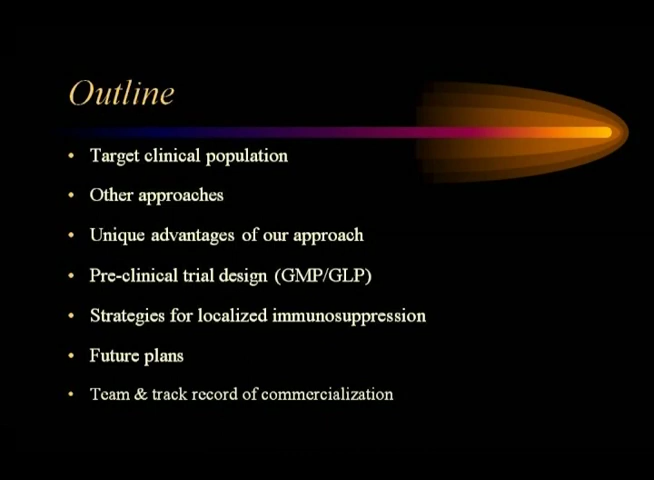 Outline
• Target clinical population
• Other approaches
• Unique advantages of our approach
• Pre-clinical trial design (GMP/GLP)
• Strategies for localized immunosuppression
• Future plans
• Team & track record of commercialization